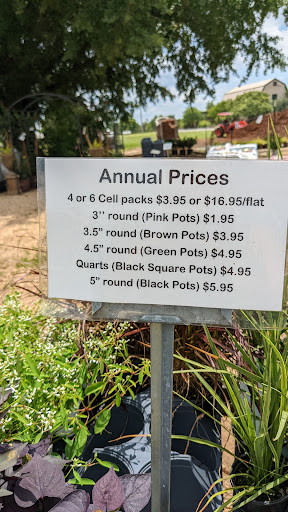 Annual Prices
4 or 6 Cell packs $3.95 or $16.95/flat
3'' round (Pink Pots) $1.95
3.5” round (Brown Pots) $3.95
4.5” round (Green Pots) $4.95
Quarts (Black Square Pots) $4.95
5” round (Black Pots) $5.95